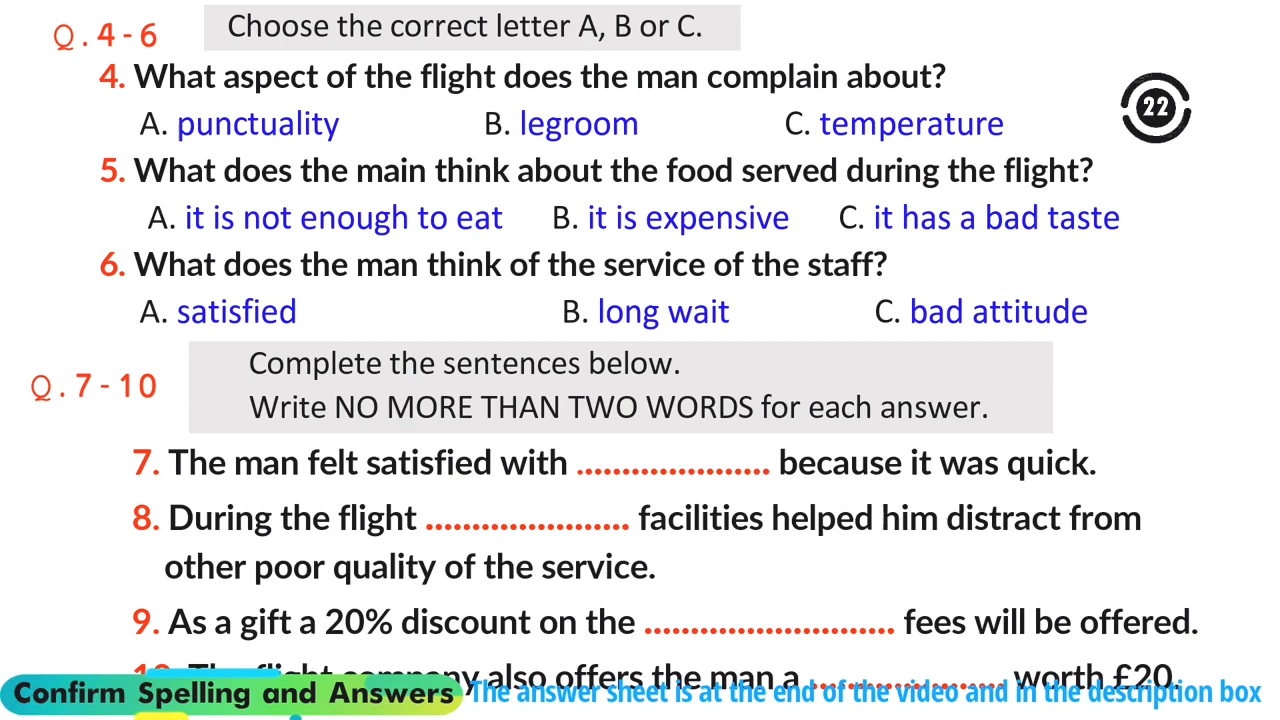 Q.4-6 Choose the correct letter A, B or C.
4. What aspect of the flight does the man complain about?
22
A. punctuality B. legroom C. temperature
5. What does the main think about the food served during the flight?
A. it is not enough to eat B. it is expensive C. it has a bad taste
6. What does the man think of the service of the staff?
A. satisfied B. long wait C. bad attitude
Complete the sentences below.
Q.7-10
Write NO MORE THAN TWO WORDS for each answer.
7. The man felt satisfied with ..................... because it was quick.
8. During the flight ...................... facilities helped him distract from
other poor quality of the service.
9. As a gift a 20% discount on the ........................... fees will be offered.
10. The flight company also offers the man a ..................... worth £20.
Confirm Spelling and Answers The answer sheet is at the end of the video and in the description box